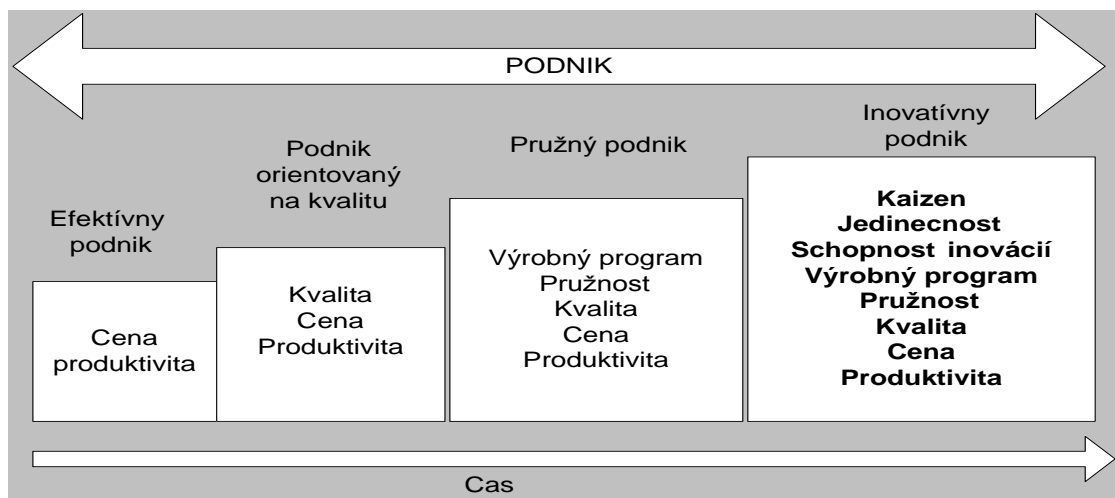 PODNIK
Efektívny
podnik
Cena
produktivita
Podnik
orientovaný
na kvalitu
Kvalita
Cena
Produktivita
Pružný podnik
Výrobný program
Pružnost
Kvalita
Cena
Produktivita
Inovatívny
podnik
Kaizen
Jedinecnost
Schopnost inovácií
Výrobný program
Pružnost
Kvalita
Cena
Produktivita
Cas